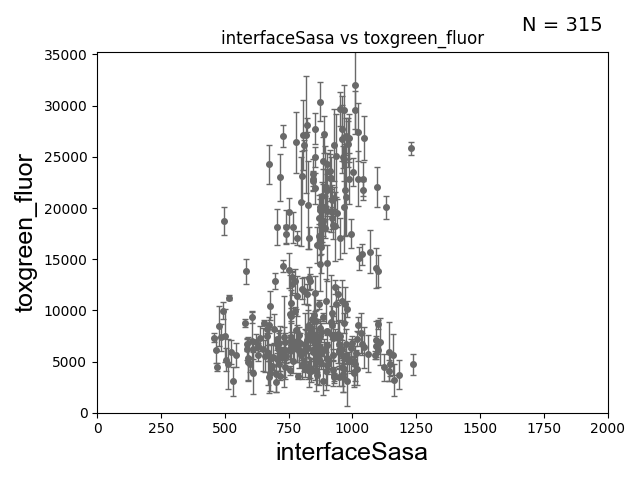 N = 315
interfaceSasa vs toxgreen_fluor
35000
30000
25000
20000
15000
10000
5000
0
toxgreen_fluor
0 250 500 750 1000 1250 1500 1750 2000
interfaceSasa